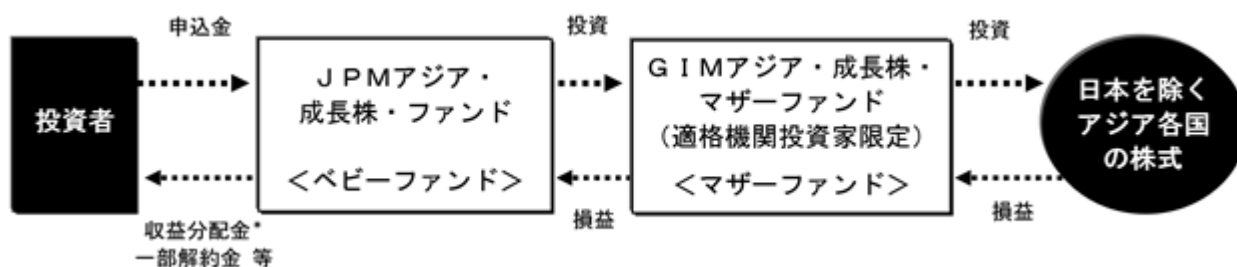 申込金
投資
投資
投資者
ＪＰＭアジア・
成長株・ファンド
＜ベビーファンド＞
ＧＩＭアジア・成長株・
マザーファンド
（適格機関投資家限定）
＜マザーファンド＞
日本を除く
アジア各国
の株式
収益分配金*
一部解約金 等
損益
損益